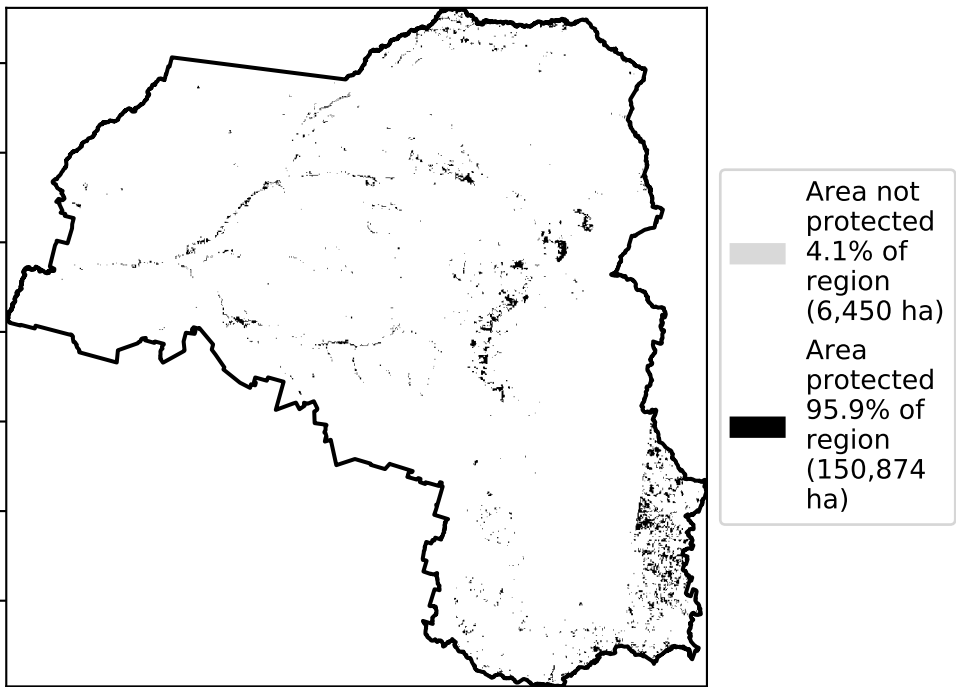 Area not
protected
4.1% of
region
(6,450 ha)
Area
protected
95.9% of
region
(150,874
ha)